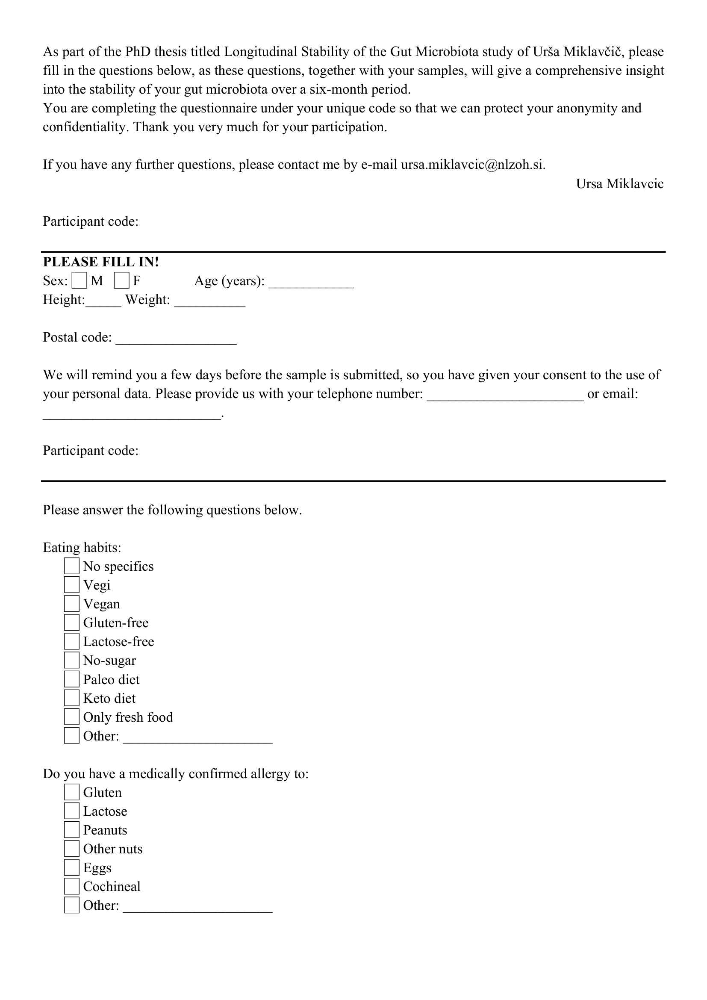 As part of the PhD thesis titled Longitudinal Stability of the Gut Microbiota study of Urša Miklavčič, please
fill in the questions below, as these questions, together with your samples, will give a comprehensive insight
into the stability of your gut microbiota over a six-month period.
You are completing the questionnaire under your unique code so that we can protect your anonymity and
confidentiality. Thank you very much for your participation.
If you have any further questions, please contact me by e-mail ursa.miklavcic@nlzoh.si.
Ursa Miklavcic
Participant code:
PLEASE FILL IN!
Sex: M F Age (years): ____________
Height:_____ Weight: __________
Postal code: _________________
We will remind you a few days before the sample is submitted, so you have given your consent to the use of
your personal data. Please provide us with your telephone number: ______________________ or email:
_________________________.
Participant code:
Please answer the following questions below.
Eating habits:
No specifics
Vegi
Vegan
Gluten-free
Lactose-free
No-sugar
Paleo diet
Keto diet
Only fresh food
Other: _____________________
Do you have a medically confirmed allergy to:
Gluten
Lactose
Peanuts
Other nuts
Eggs
Cochineal
Other: _____________________